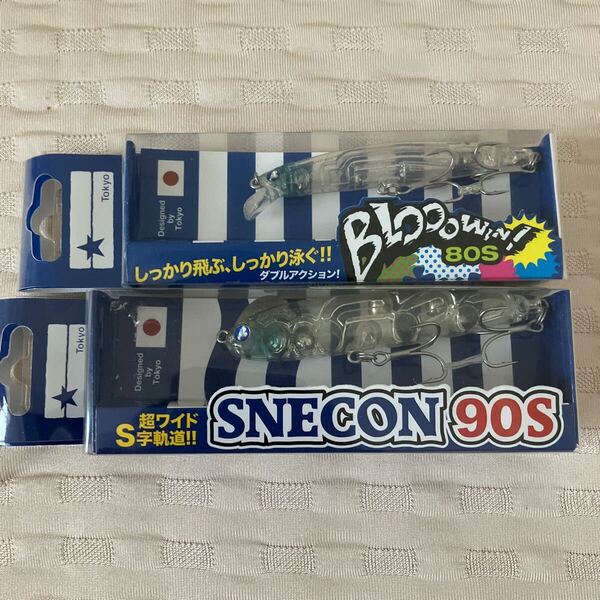 Tokyo
Designed
by
Tokyo
BLOOOWIN!!
80S
しっかり飛ぶ、しっかり泳ぐ!!
ダブルアクション!
Tokyo
Designed
by
Tokyo
超ワイド
S字軌道!!
SNECON 90S